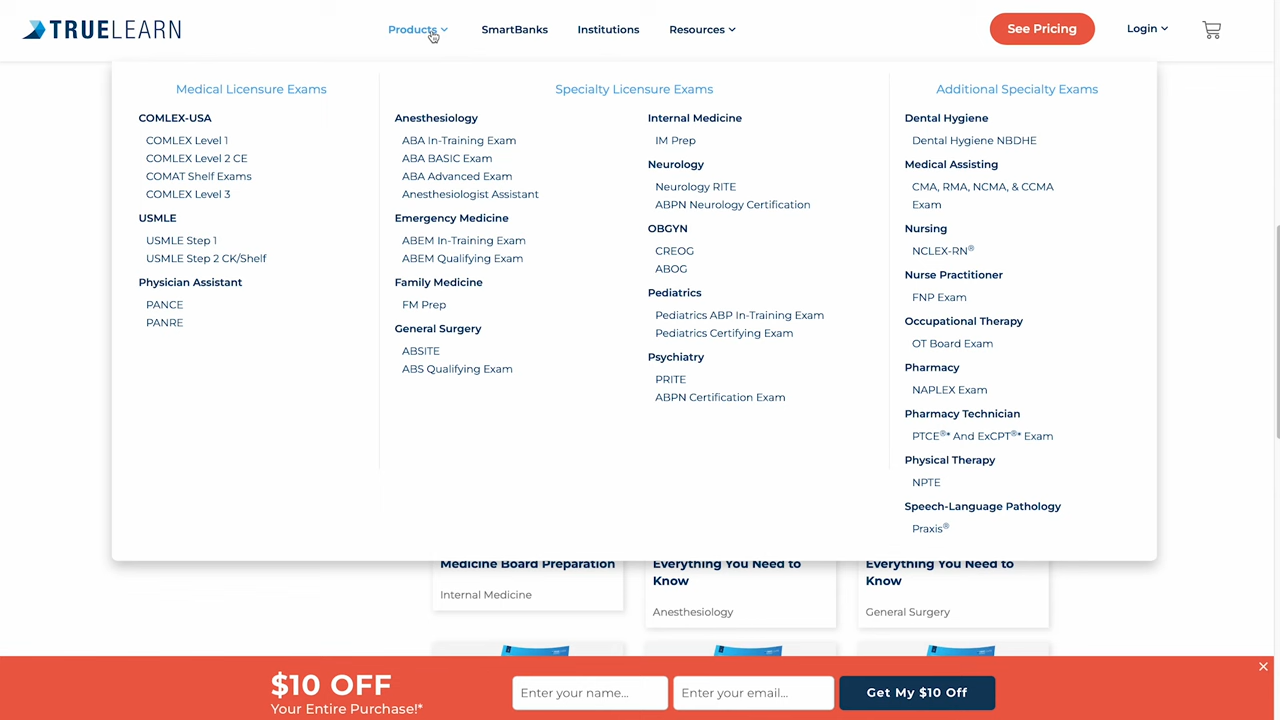 TRUELEARN
Products
SmartBanks
Institutions
Resources
See Pricing
Login
Medical Licensure Exams
COMLEX-USA
COMLEX Level 1
COMLEX Level 2 CE
COMAT Shelf Exams
COMLEX Level 3
USMLE
USMLE Step 1
USMLE Step 2 CK/Shelf
Physician Assistant
PANCE
PANRE
Specialty Licensure Exams
Anesthesiology
ABA In-Training Exam
ABA BASIC Exam
ABA Advanced Exam
Anesthesiologist Assistant
Emergency Medicine
ABEM In-Training Exam
ABEM Qualifying Exam
Family Medicine
FM Prep
General Surgery
ABSITE
ABS Qualifying Exam
Internal Medicine
IM Prep
Neurology
Neurology RITE
ABPN Neurology Certification
OBGYN
CREOG
ABOG
Pediatrics
Pediatrics ABP In-Training Exam
Pediatrics Certifying Exam
Psychiatry
PRITE
ABPN Certification Exam
Additional Specialty Exams
Dental Hygiene
Dental Hygiene NBDHE
Medical Assisting
CMA, RMA, NCMA, & CCMA
Exam
Nursing
NCLEX-RN®
Nurse Practitioner
FNP Exam
Occupational Therapy
OT Board Exam
Pharmacy
NAPLEX Exam
Pharmacy Technician
PTCE®* And ExCPT®* Exam
Physical Therapy
NPTE
Speech-Language Pathology
Praxis®
Medicine Board Preparation
Internal Medicine
Everything You Need to
Know
Anesthesiology
Everything You Need to
Know
General Surgery
$10 OFF
Your Entire Purchase!*
Enter your name...
Enter your email...
Get My $10 Off